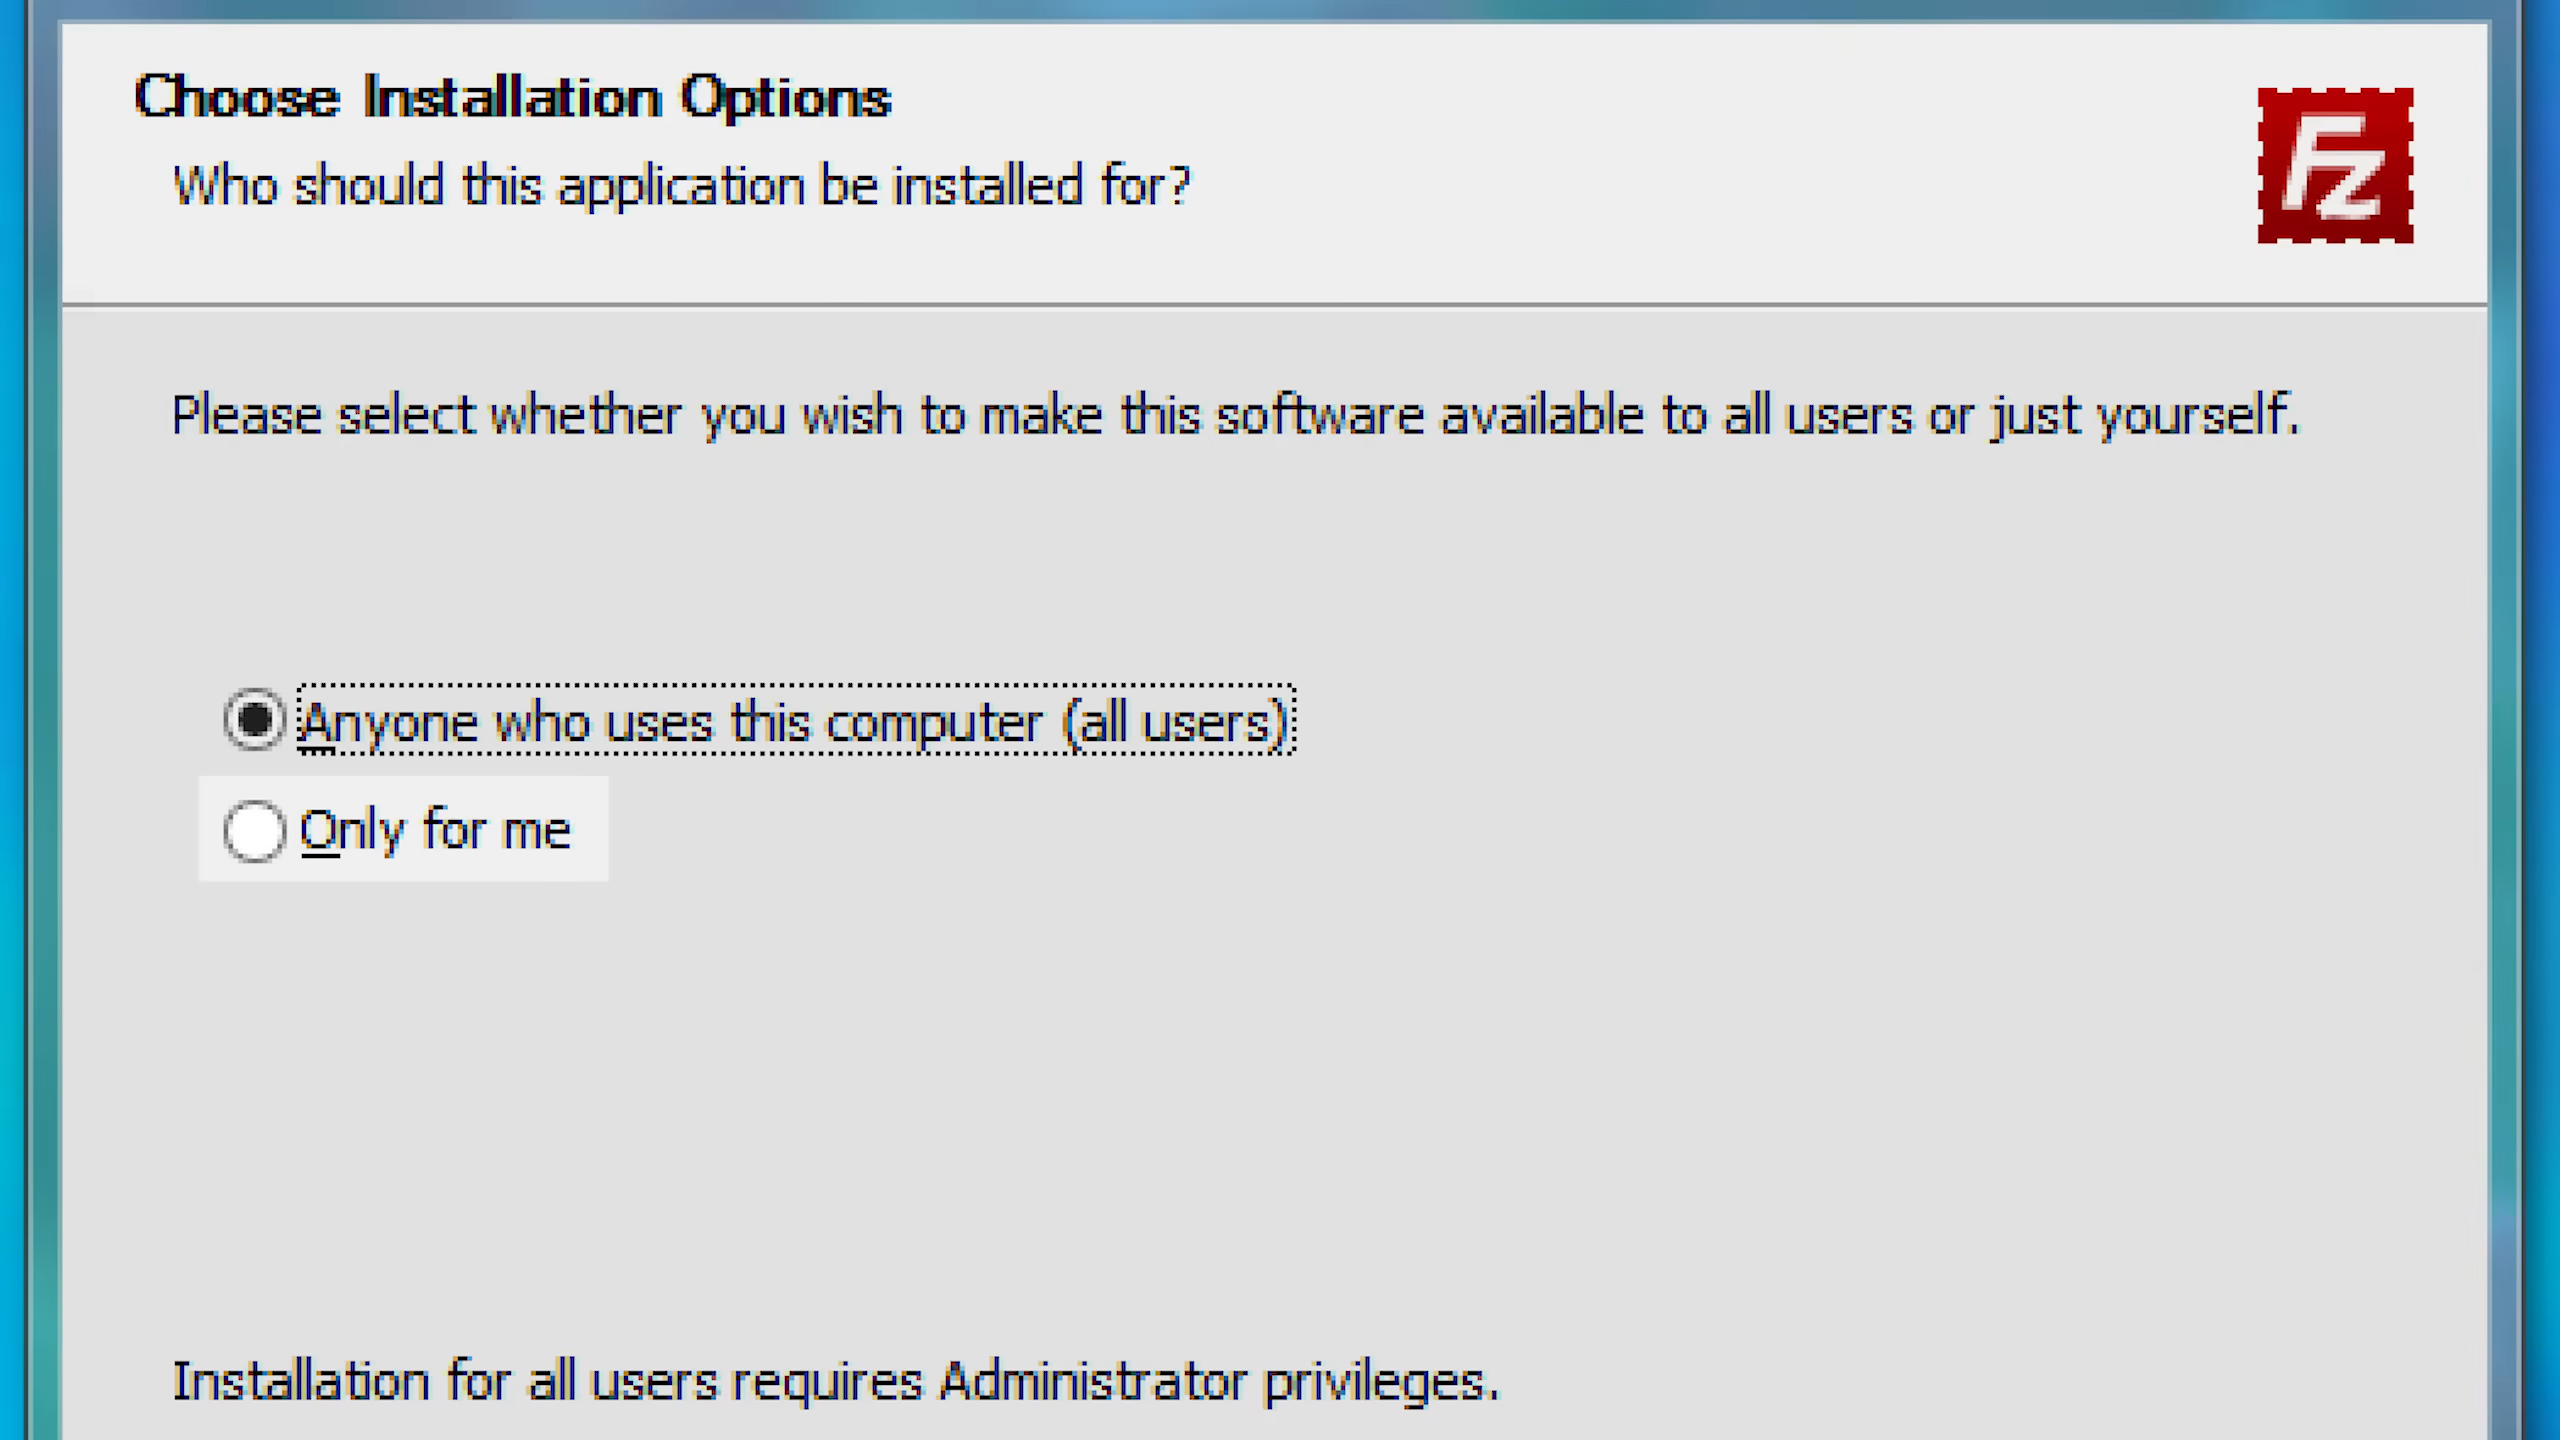 Choose Installation Options
Who should this application be installed for?
Fz
Please select whether you wish to make this software available to all users or just yourself.
Anyone who uses this computer (all users)
Only for me
Installation for all users requires Administrator privileges.